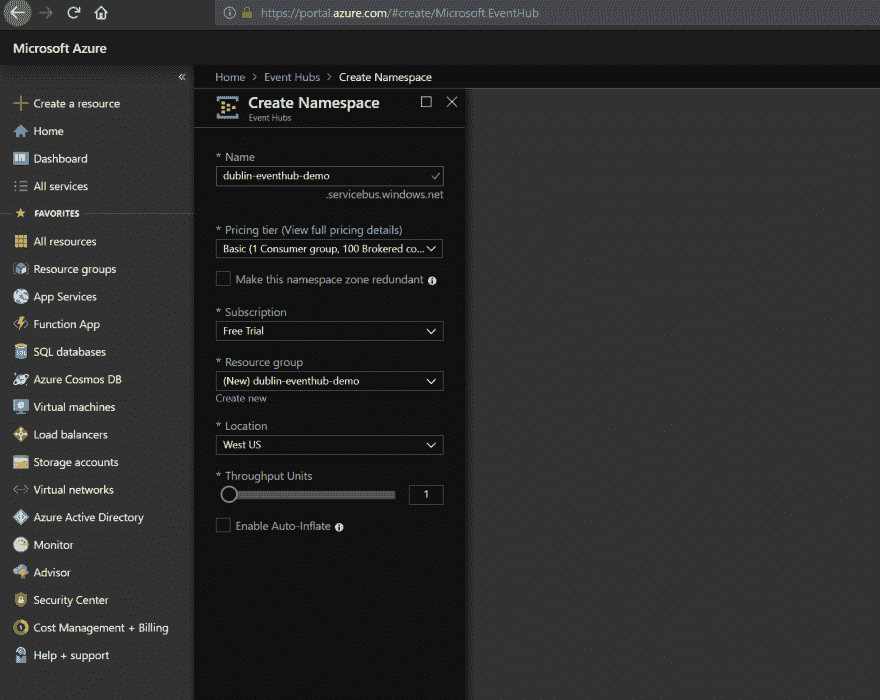 https://portal.azure.com/#create/Microsoft.EventHub
Microsoft Azure
«
Home > Event Hubs > Create Namespace
Create a resource
Home
Dashboard
All services
FAVORITES
All resources
Resource groups
App Services
Function App
SQL databases
Azure Cosmos DB
Virtual machines
Load balancers
Storage accounts
Virtual networks
Azure Active Directory
Monitor
Advisor
Security Center
Cost Management + Billing
Help + support
Create Namespace
Event Hubs
* Name
dublin-eventhub-demo
.servicebus.windows.net
* Pricing tier (View full pricing details)
Basic (1 Consumer group, 100 Brokered co...
Make this namespace zone redundant
* Subscription
Free Trial
* Resource group
(New) dublin-eventhub-demo
Create new
* Location
West US
* Throughput Units
1
Enable Auto-Inflate